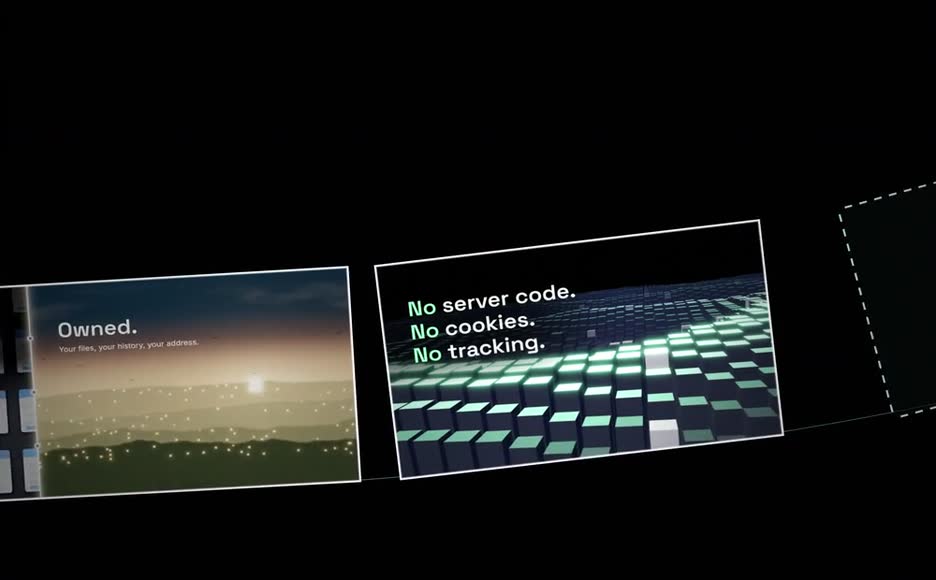 Owned.
Your files, your history, your address.
No server code.
No cookies.
No tracking.